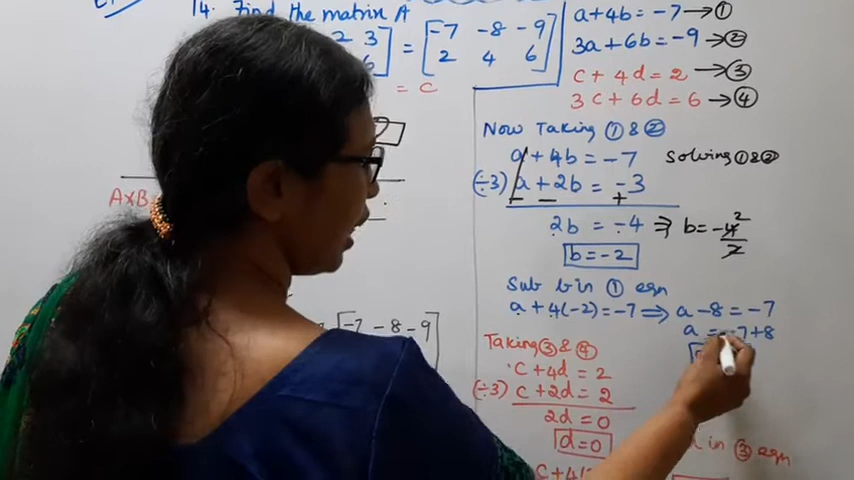 14. Find the matrix A
2 3
6
= [-7 -8 -9
2 4 6]
= C
2
A×B
-7 -8 -9
a+4b = -7 → ①
3a+6b = -9 → ②
c + 4d = 2 → ③
3c + 6d = 6 → ④
Now Taking ① & ②
a + 4b = -7 Solving ① & ②
(÷3) a + 2b = -3
- - +
2b = -4 ⇒ b = -4/2
2
b = -2
Sub b in ① eqn
a + 4(-2) = -7 ⇒ a - 8 = -7
a = -7+8
Taking ③ & ④
c + 4d = 2
(÷3) c + 2d = 2
2d = 0
d = 0
in ③ eqn
c + 4(